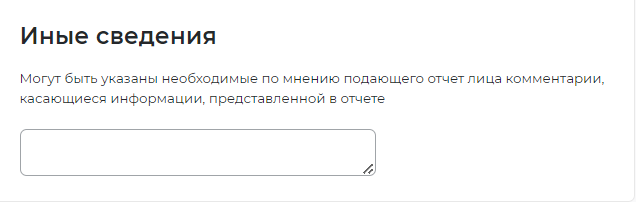 Иные сведения
Могут быть указаны необходимые по мнению подающего отчет лица комментарии,
касающиеся информации, представленной в отчете